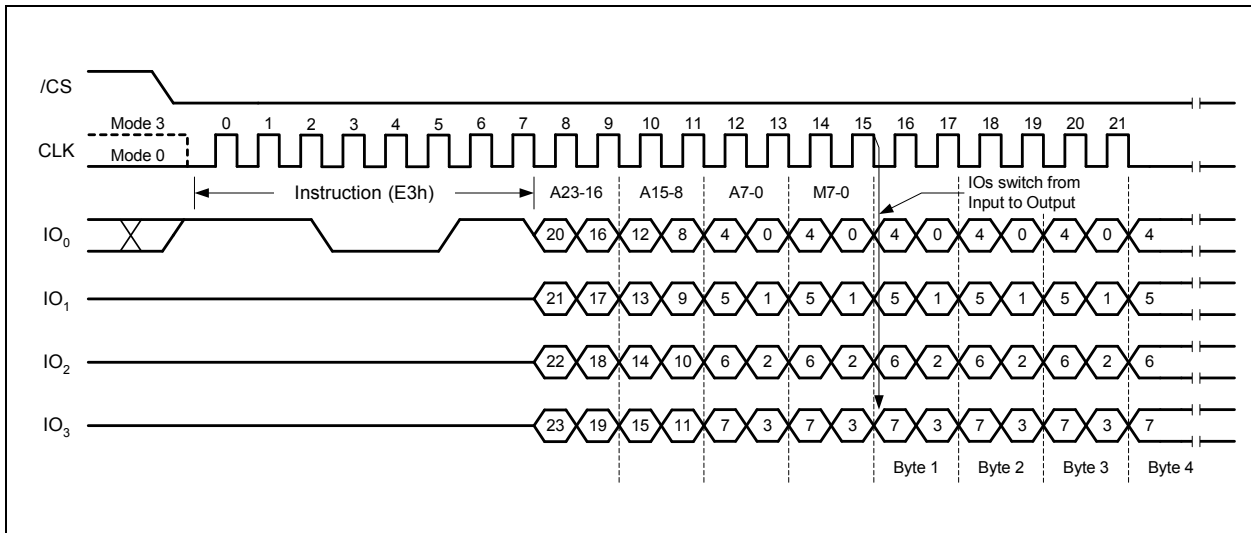 /CS
Mode 3
0 1 2 3 4 5 6 7 8 9 10 11 12 13 14 15 16 17 18 19 20 21
CLK
Mode 0
Instruction (E3h)
A23-16 A15-8 A7-0 M7-0
IOs switch from
Input to Output
IO0 20 16 12 8 4 0 4 0 4 0 4 0 4 0 4
IO1 21 17 13 9 5 1 5 1 5 1 5 1 5 1 5
IO2 22 18 14 10 6 2 6 2 6 2 6 2 6 2 6
IO3 23 19 15 11 7 3 7 3 7 3 7 3 7 3 7
Byte 1 Byte 2 Byte 3 Byte 4